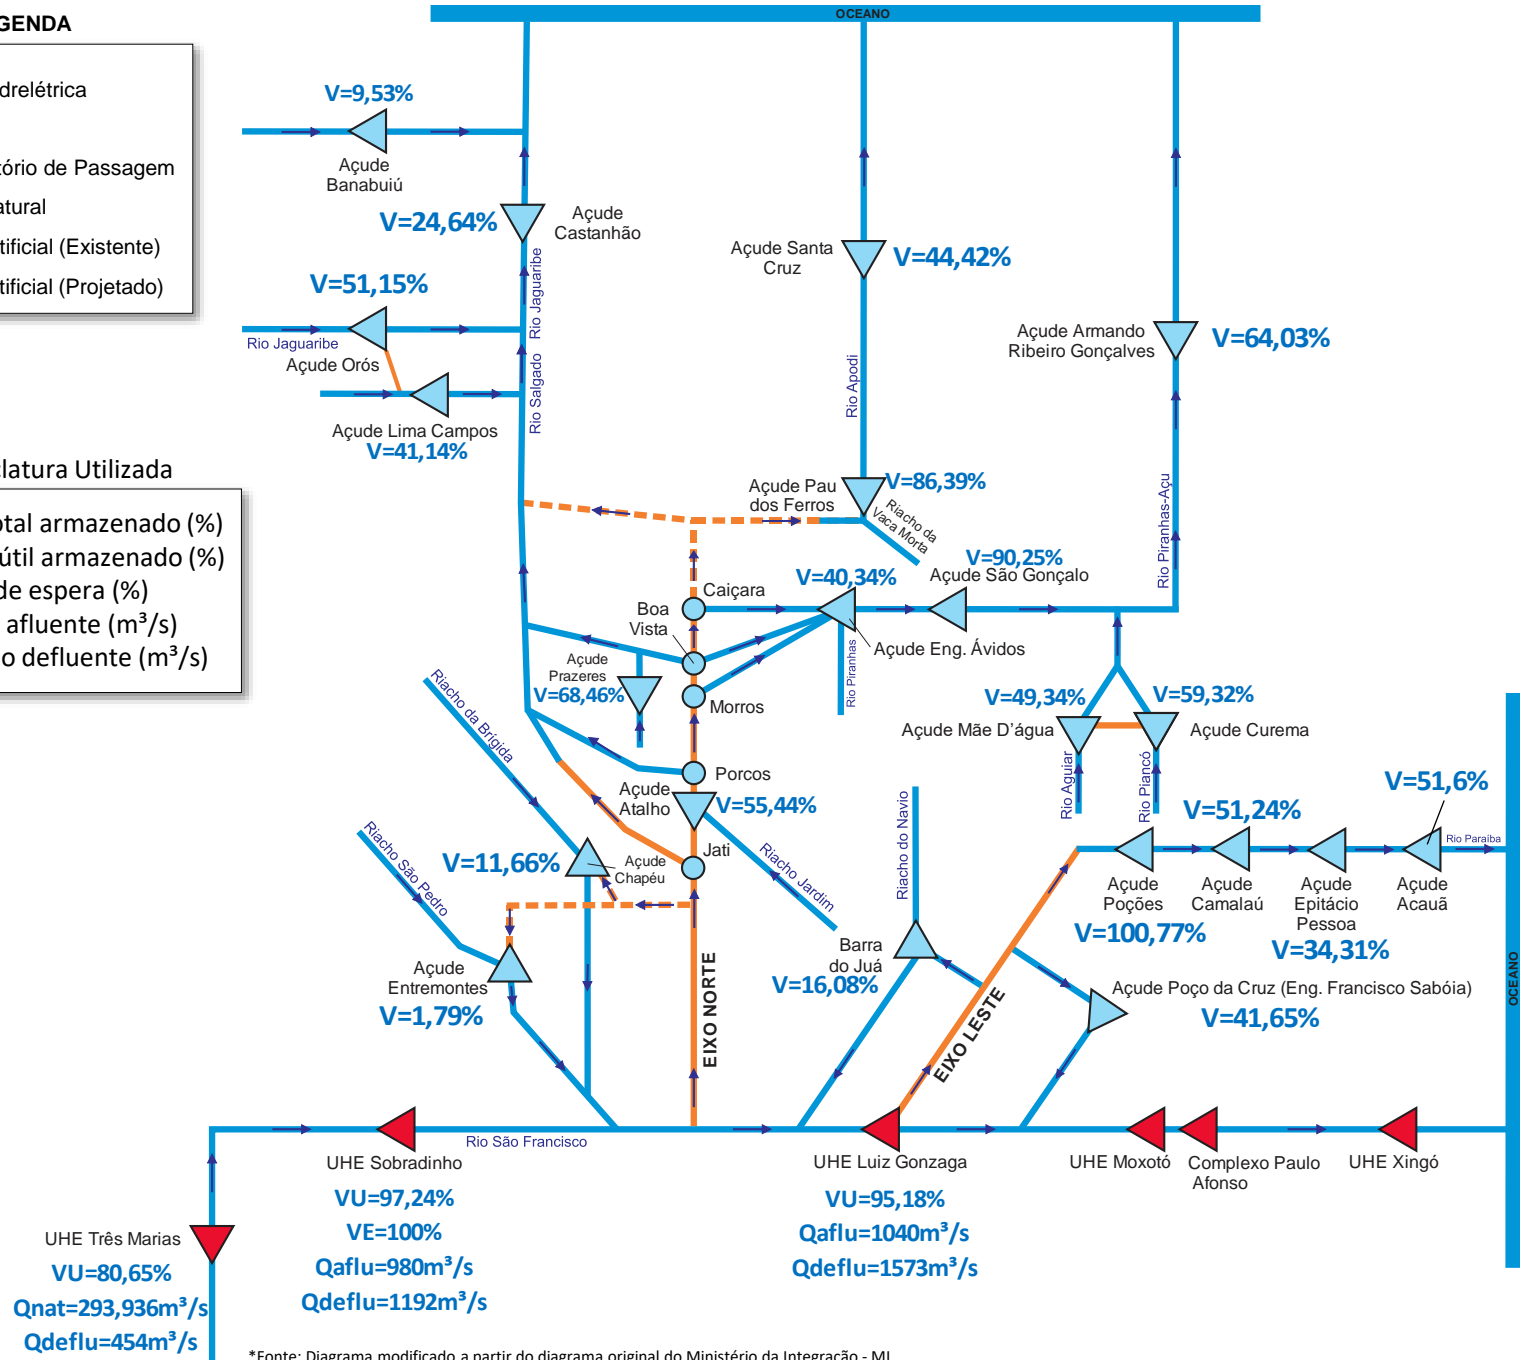 OCEANO
GENDA
drelétrica
tório de Passagem
atural
tificial (Existente)
tificial (Projetado)
V=9,53%
Açude
Banabuiú
V=24,64%
Açude
Castanhão
Rio Jaguaribe
V=51,15%
Rio Jaguaribe
Açude Orós
Rio Salgado
Açude Lima Campos
V=41,14%
Açude Santa
Cruz
V=44,42%
Rio Apodi
Açude Armando
Ribeiro Gonçalves
V=64,03%
Rio Piranhas-Açu
clatura Utilizada
otal armazenado (%)
útil armazenado (%)
de espera (%)
afluente (m³/s)
o defluente (m³/s)
Açude Pau
dos Ferros
V=86,39%
Riacho da
Vaca Morta
V=90,25%
Açude São Gonçalo
V=40,34%
Caiçara
Boa
Vista
Açude Eng. Ávidos
Rio Piranhas
Açude
Prazeres
V=68,46%
Morros
V=49,34%
V=59,32%
Açude Mãe D'água
Açude Curema
Rio Aguiar
Rio Piancó
Riacho da Brígida
Porcos
Açude
Atalho
V=55,44%
Jati
Riacho Jardim
Riacho São Pedro
V=11,66%
Açude
Chapéu
Riacho do Navio
V=51,6%
V=51,24%
Rio Paraíba
Açude
Poções
V=100,77%
Açude
Camalaú
Açude
Epitácio
Pessoa
V=34,31%
Açude
Acauã
Açude
Entremontes
V=1,79%
EIXO NORTE
Barra
do Juá
V=16,08%
EIXO LESTE
Açude Poço da Cruz (Eng. Francisco Sabóia)
V=41,65%
OCEANO
Rio São Francisco
UHE Sobradinho
VU=97,24%
VE=100%
Qaflu=980m³/s
Qdeflu=1192m³/s
UHE Luiz Gonzaga
VU=95,18%
Qaflu=1040m³/s
Qdeflu=1573m³/s
UHE Moxotó
Complexo Paulo
Afonso
UHE Xingó
UHE Três Marias
VU=80,65%
Qnat=293,936m³/s
Qdeflu=454m³/s
*Fonte: Diagrama modificado a partir do diagrama original do Ministério da Integração - MI